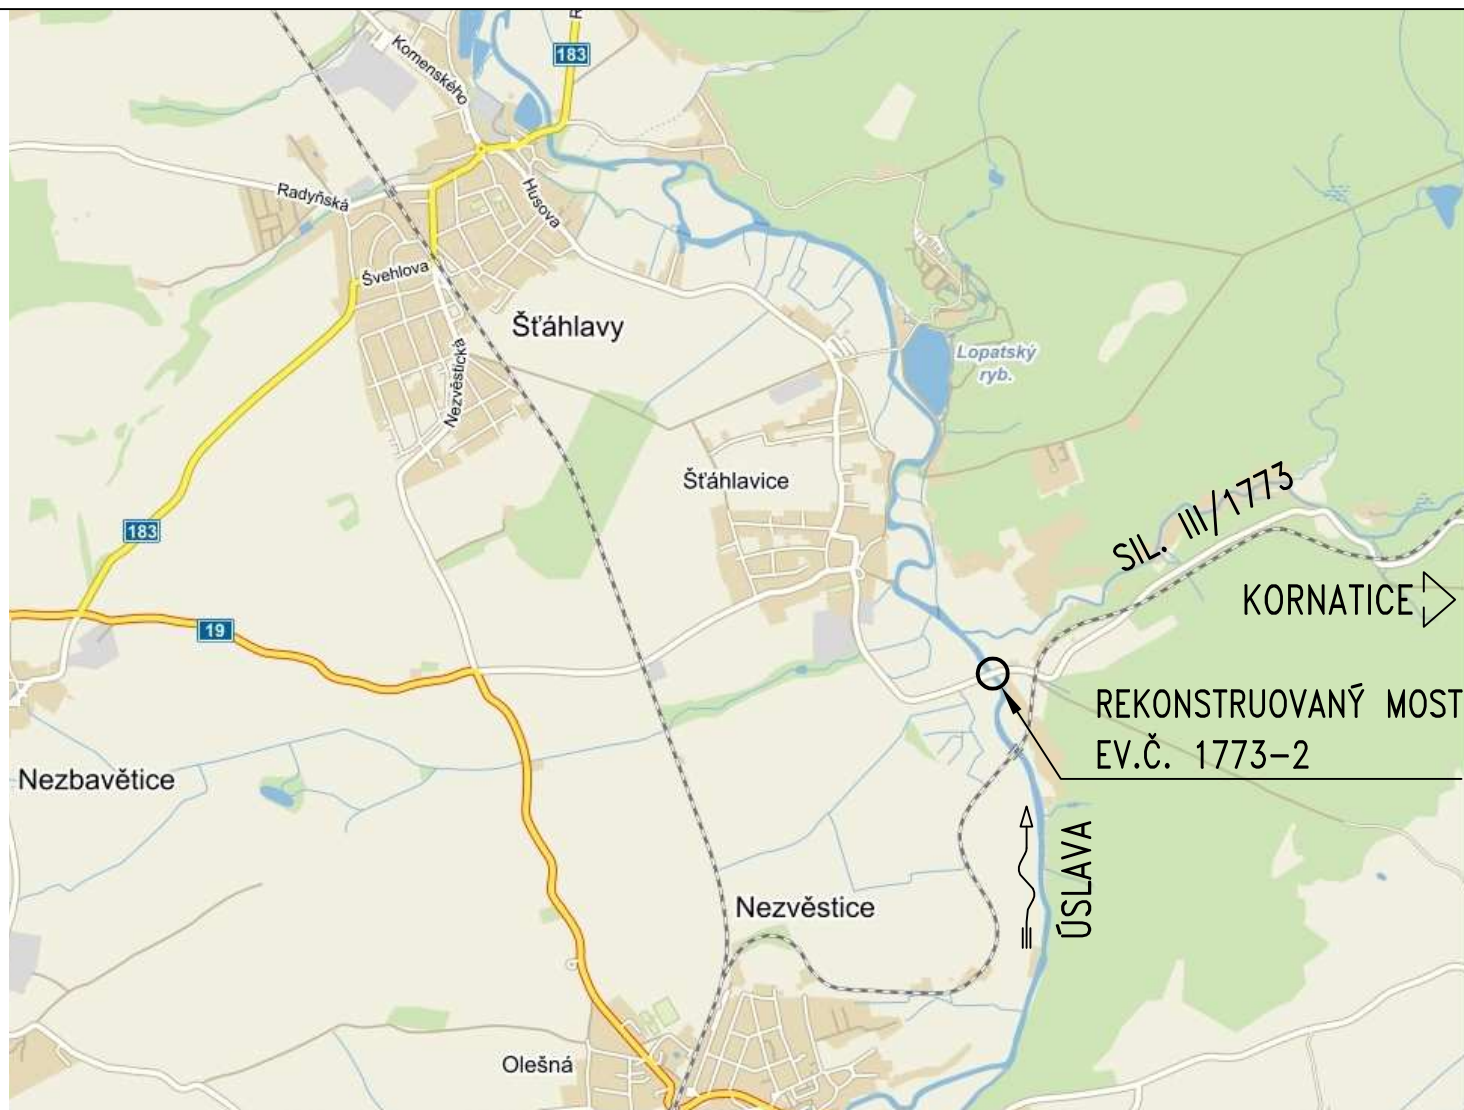 R
183
Komenského
Radyňská
Husova
Švehlova
Šťáhlavy
Nezvěstická
Lopatský
ryb.
Šťáhlavice
SIL. III/1773
183
KORNATICE
19
REKONSTRUOVANÝ MOST
EV.Č. 1773-2
Nezbavětice
ÚSLAVA
Nezvěstice
Olešná